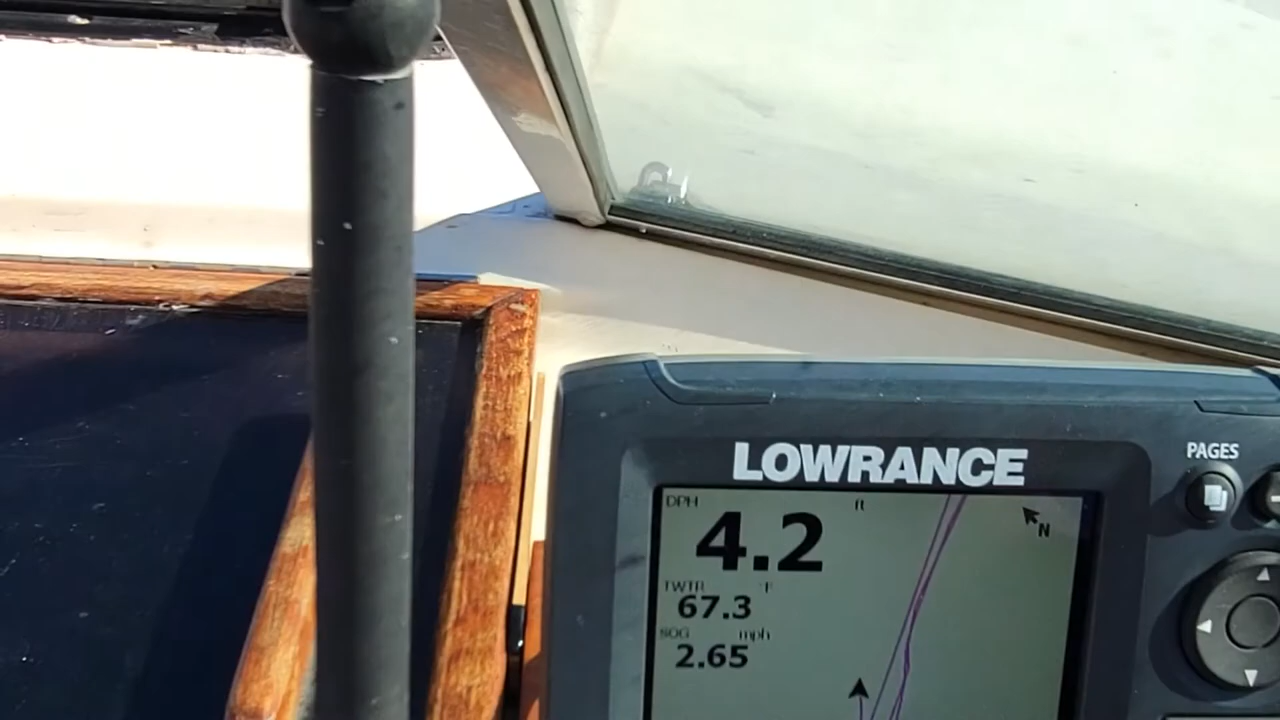 LOWRANCE
PAGES
DPH ft
4.2
N
TWTR °F
67.3
SOG mph
2.65